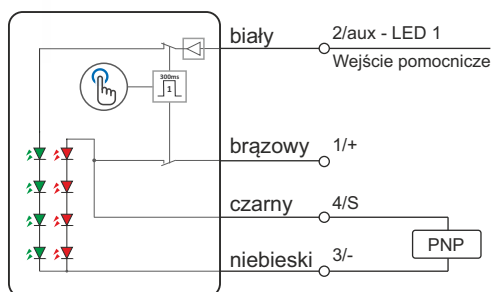 biały 2/aux - LED 1
Wejście pomocnicze
300ms
1
brązowy 1/+
czarny 4/S
PNP
niebieski 3/-